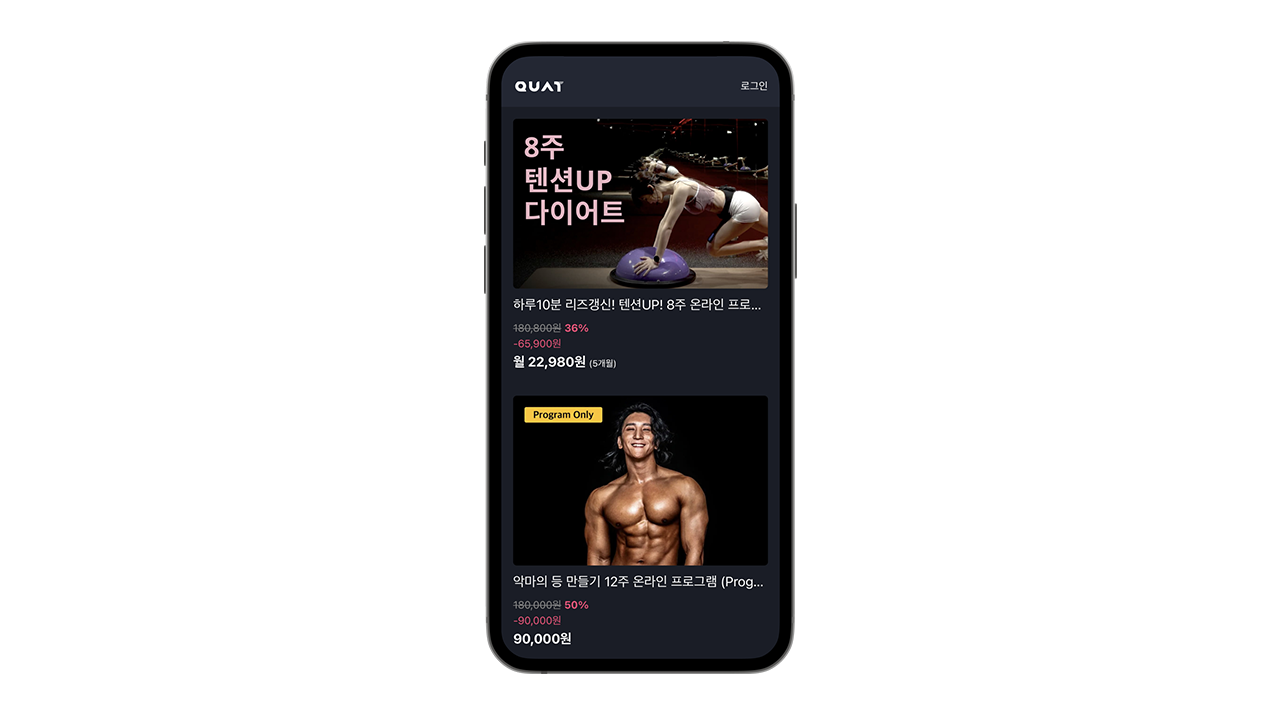 QUAT
로그인
8주
텐션UP
다이어트
하루10분 리즈갱신! 텐션UP! 8주 온라인 프로...
180,800원 36%
-65,900원
월 22,980원 (5개월)
Program Only
악마의 등 만들기 12주 온라인 프로그램 (Prog...
180,000원 50%
-90,000원
90,000원